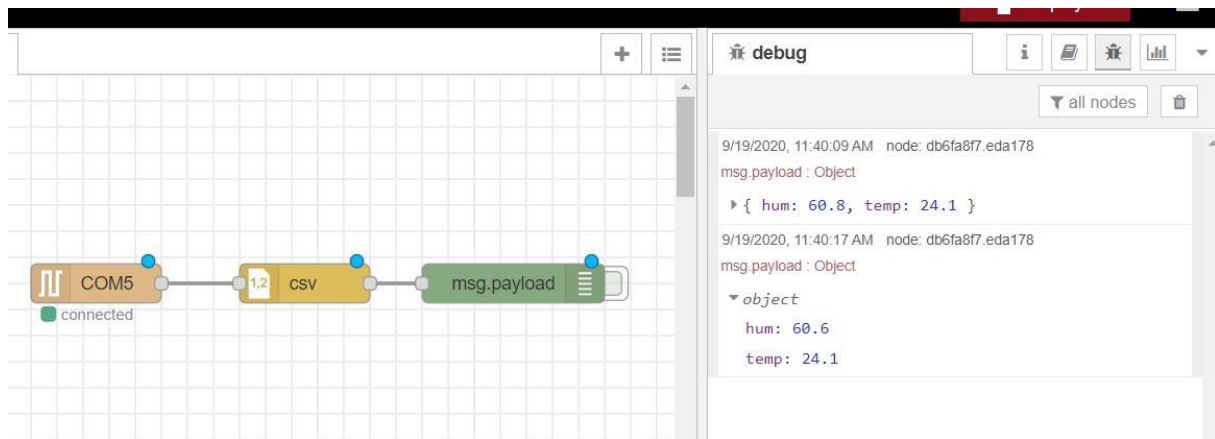 debug
all nodes
9/19/2020, 11:40:09 AM node: db6fa8f7.eda178
msg.payload : Object
{ hum: 60.8, temp: 24.1 }
9/19/2020, 11:40:17 AM node: db6fa8f7.eda178
msg.payload : Object
object
hum: 60.6
temp: 24.1
COM5
connected
1,2 csv
msg.payload